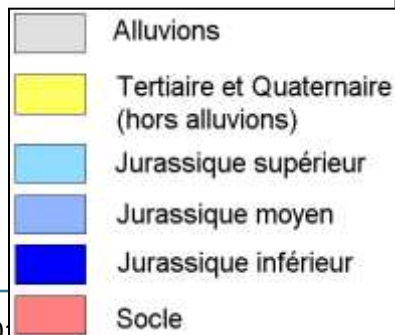 Alluvions
Tertiaire et Quaternaire
(hors alluvions)
Jurassique supérieur
Jurassique moyen
Jurassique inférieur
Socle